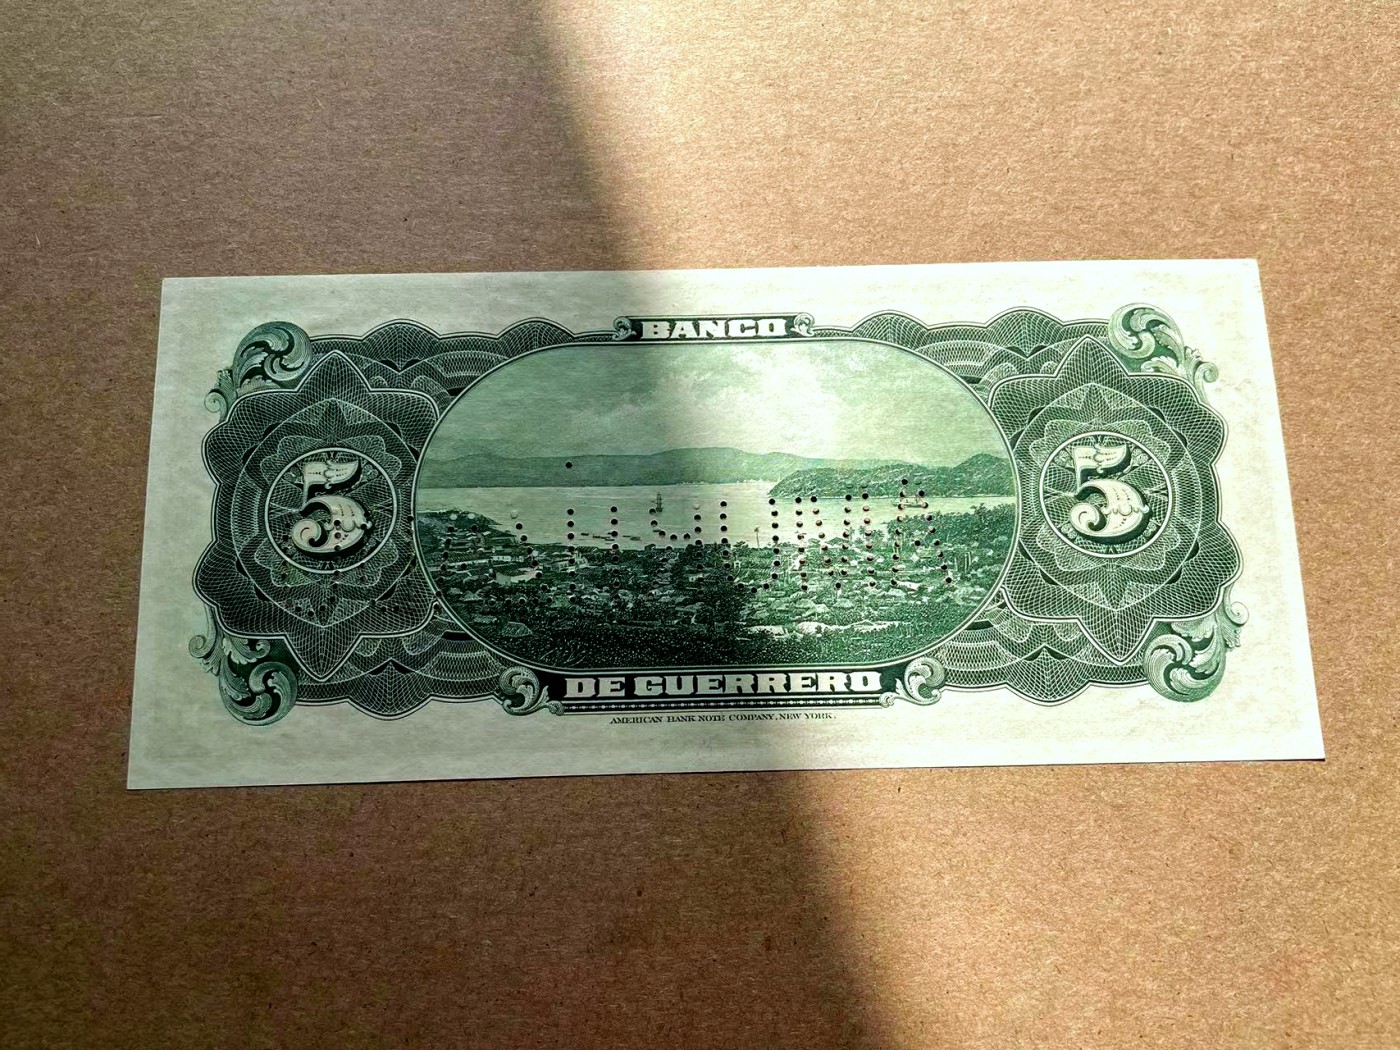 BANCO
5 5
DE GUERRERO
AMERICAN BANK NOTE COMPANY, NEW YORK.